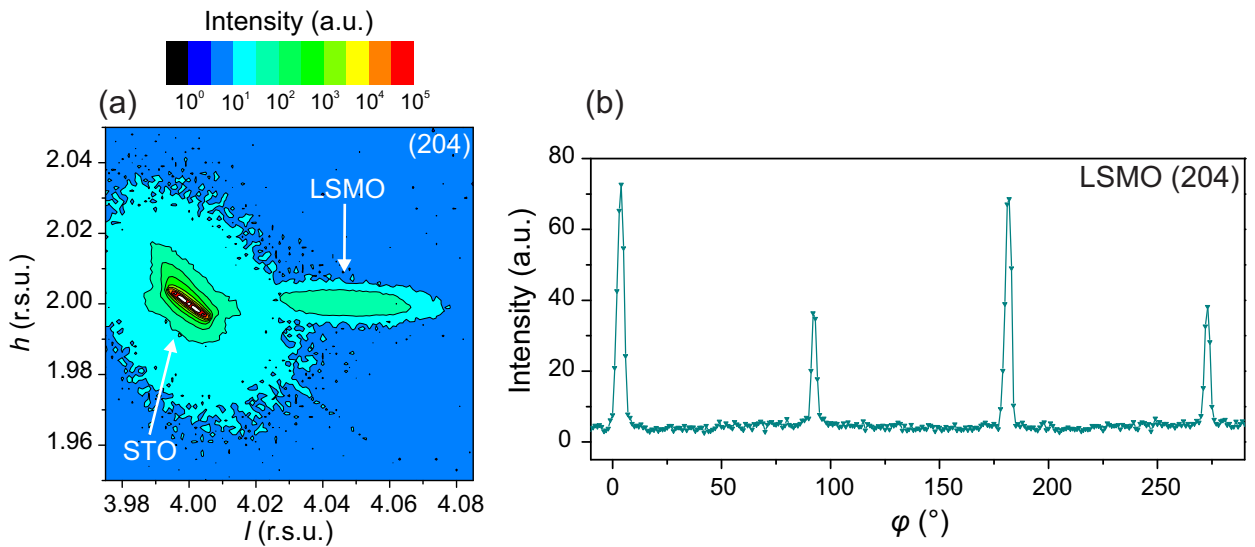 Intensity (a.u.)
10⁰ 10¹ 10² 10³ 10⁴ 10⁵
(a)
(204)
LSMO
STO
2.04
2.02
2.00
1.98
1.96
h (r.s.u.)
3.98 4.00 4.02 4.04 4.06 4.08
l (r.s.u.)
(b)
LSMO (204)
80
60
40
20
0
Intensity (a.u.)
0 50 100 150 200 250
φ (°)